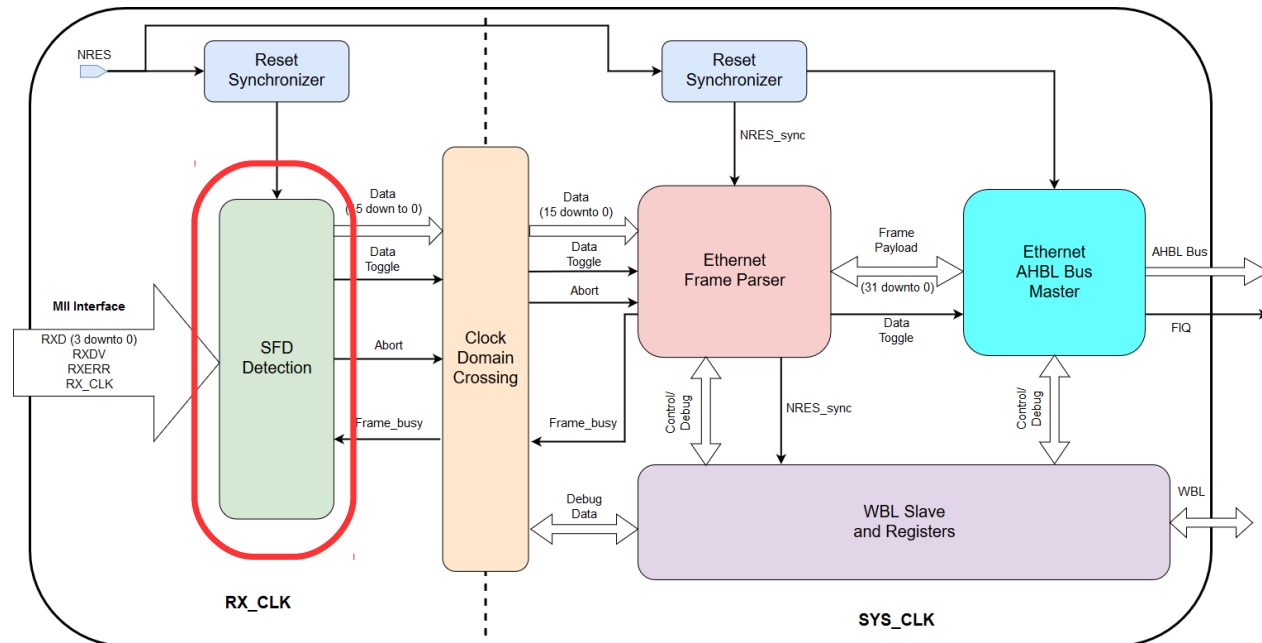 NRES
Reset
Synchronizer
Reset
Synchronizer
NRES_sync
Data
(15 down to 0)
Data
(15 downto 0)
Data
Toggle
Data
Toggle
Abort
Ethernet
Frame Parser
Frame
Payload
(31 downto 0)
Ethernet
AHBL Bus
Master
AHBL Bus
FIQ
Data
Toggle
MII Interface
RXD (3 downto 0)
RXDV
RXERR
RX_CLK
SFD
Detection
Abort
Clock
Domain
Crossing
Frame_busy
Frame_busy
Control/
Debug
NRES_sync
Control/
Debug
Debug
Data
WBL Slave
and Registers
WBL
RX_CLK
SYS_CLK